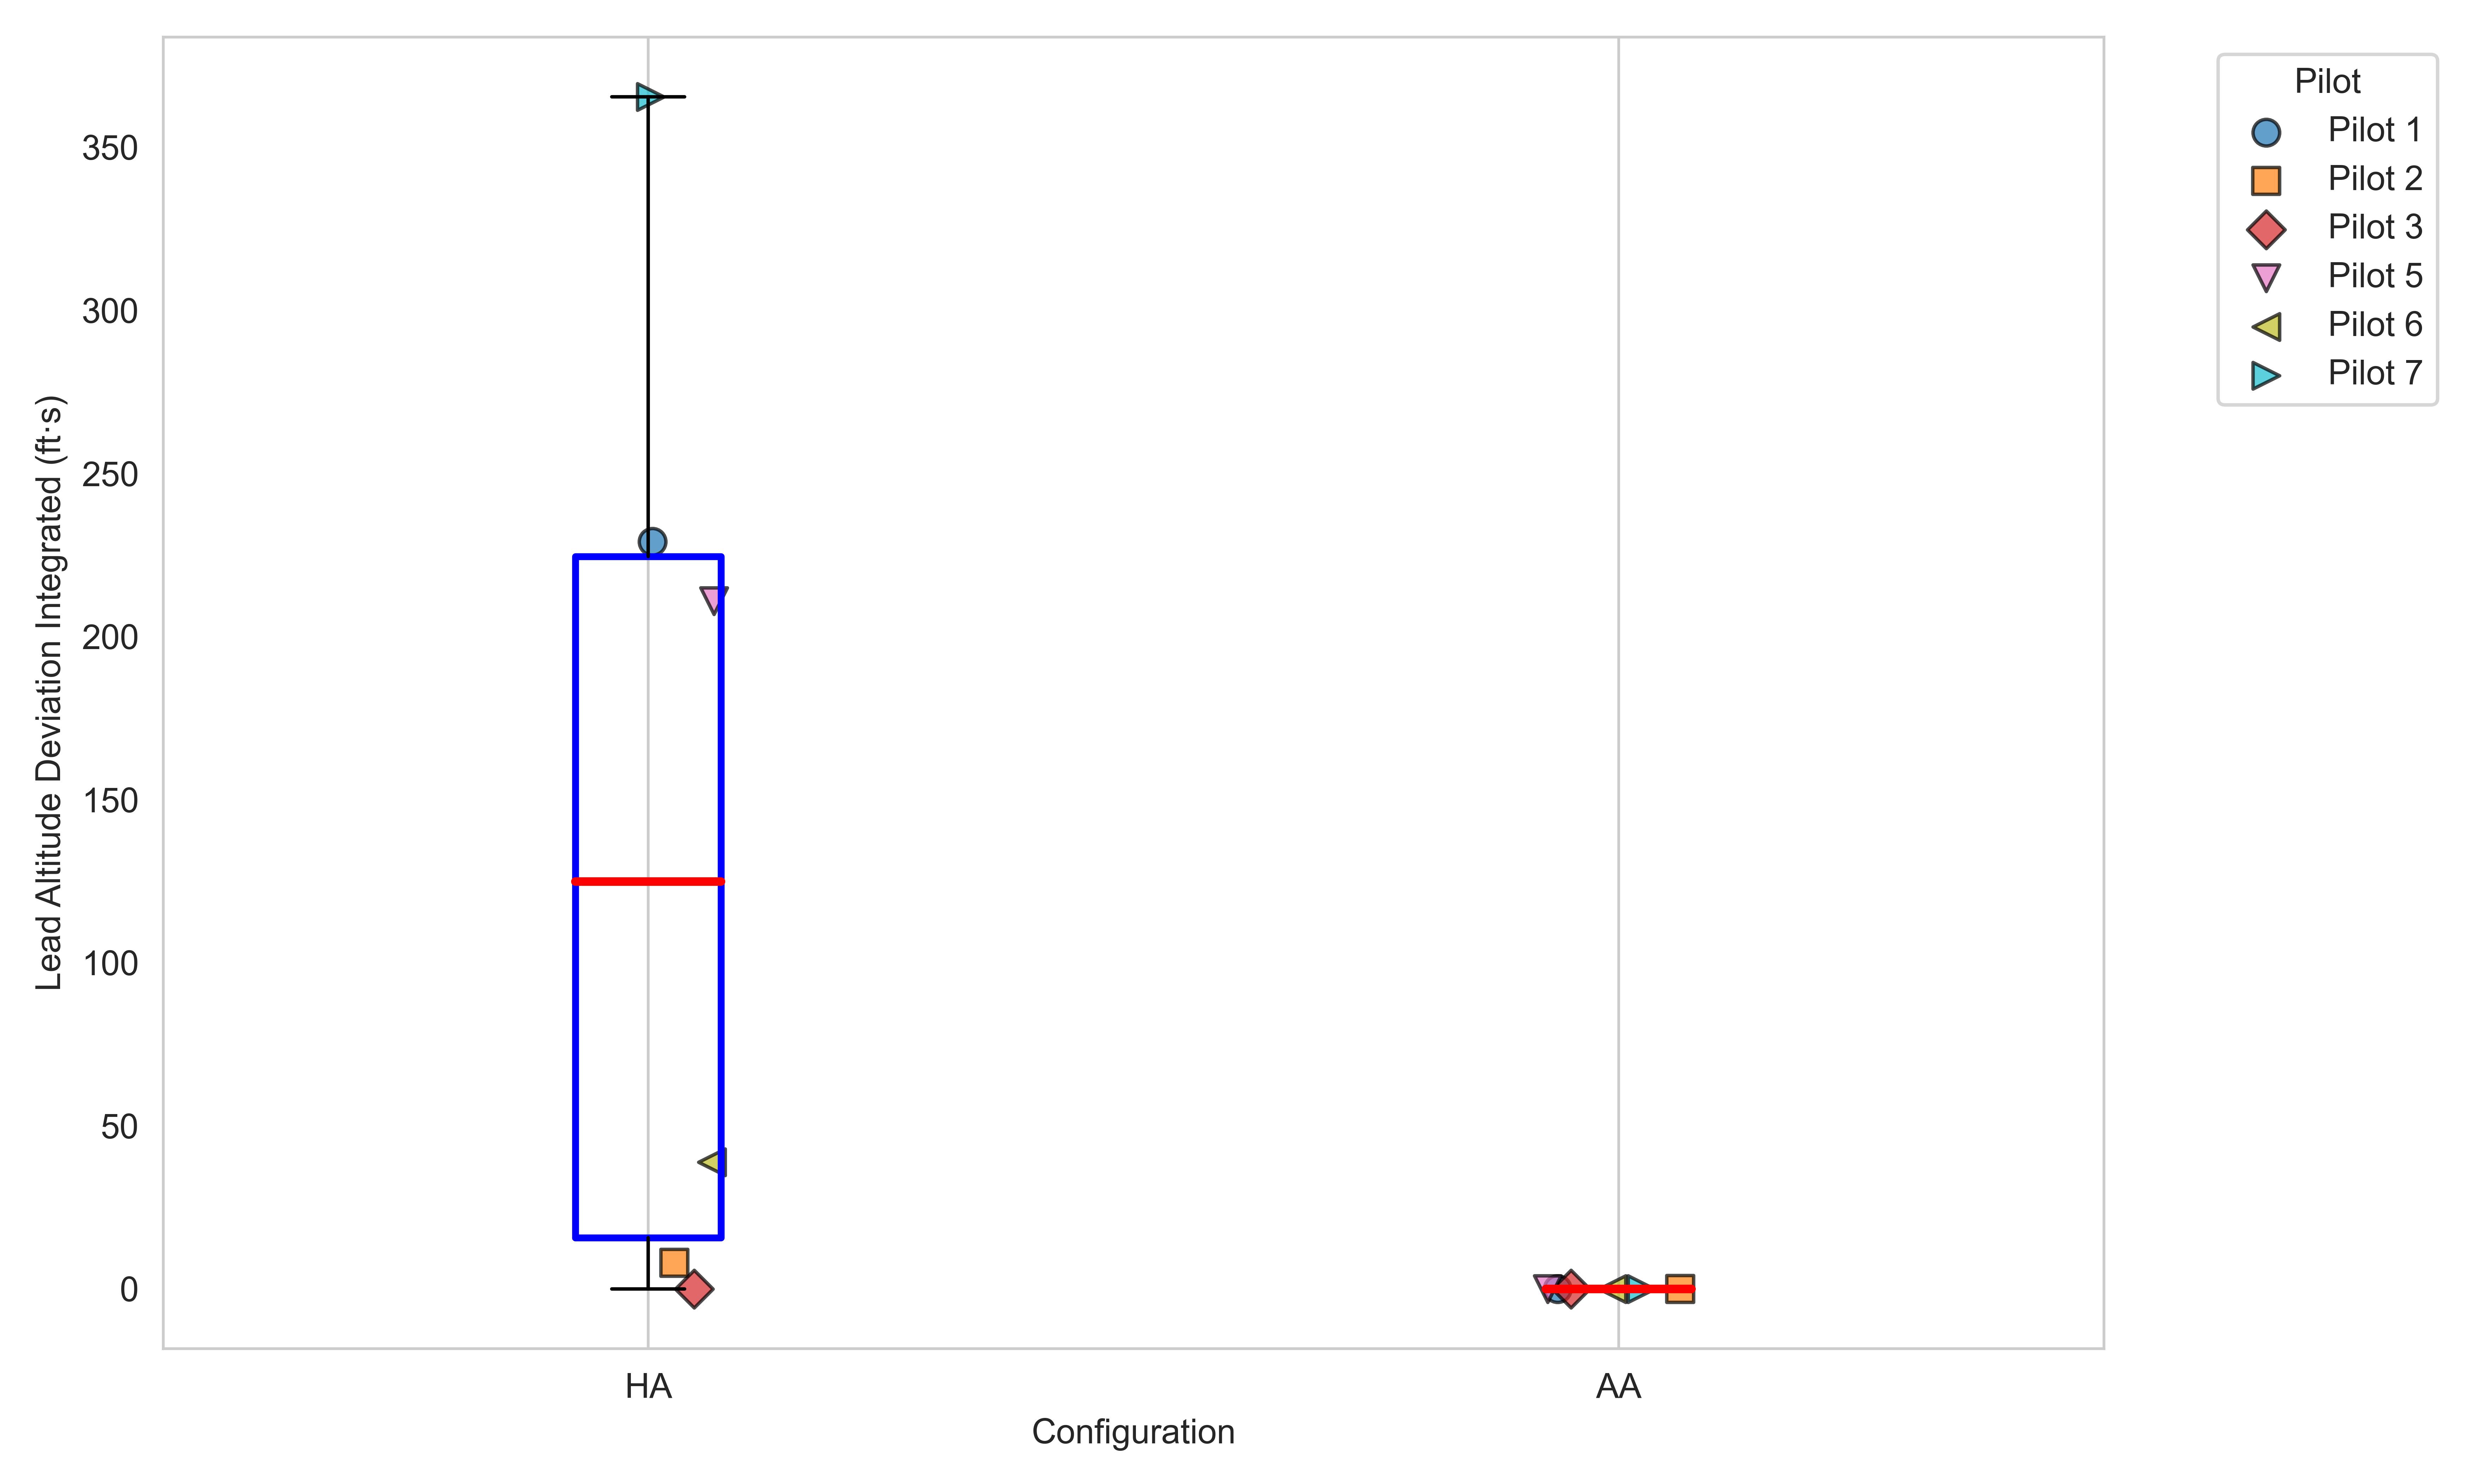 Pilot
Pilot 1
Pilot 2
Pilot 3
Pilot 5
Pilot 6
Pilot 7
Lead Altitude Deviation Integrated (ft·s)
350
300
250
200
150
100
50
0
HA
AA
Configuration